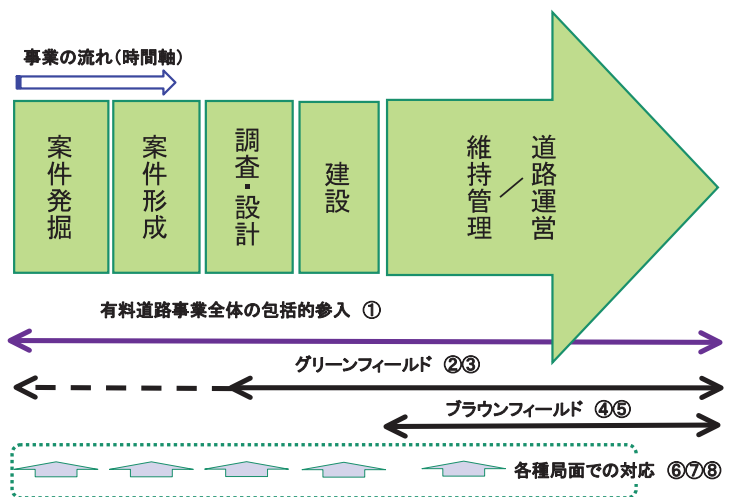 事業の流れ（時間軸）
案件発掘
案件形成
調査・設計
建設
維持管理／道路運営
有料道路事業全体の包括的参入 ①
グリーンフィールド ②③
ブラウンフィールド ④⑤
各種局面での対応 ⑥⑦⑧